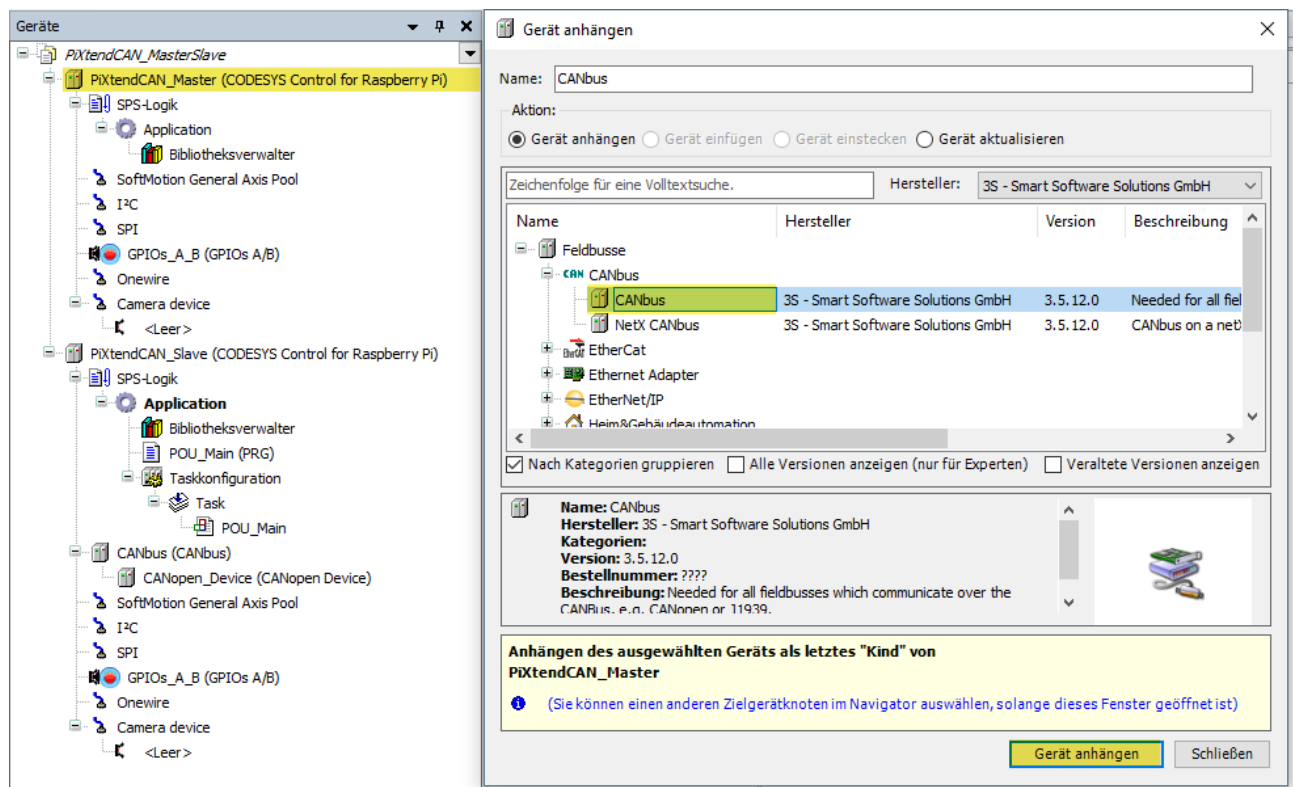 Geräte
PiXtendCAN_MasterSlave
PiXtendCAN_Master (CODESYS Control for Raspberry Pi)
SPS-Logik
Application
Bibliotheksverwalter
SoftMotion General Axis Pool
I²C
SPI
GPIOs_A_B (GPIOs A/B)
Onewire
Camera device
<Leer>
PiXtendCAN_Slave (CODESYS Control for Raspberry Pi)
SPS-Logik
Application
Bibliotheksverwalter
POU_Main (PRG)
Taskkonfiguration
Task
POU_Main
CANbus (CANbus)
CANopen_Device (CANopen Device)
SoftMotion General Axis Pool
I²C
SPI
GPIOs_A_B (GPIOs A/B)
Onewire
Camera device
<Leer>
Gerät anhängen
Name: CANbus
Aktion:
Gerät anhängen Gerät einfügen Gerät einstecken Gerät aktualisieren
Zeichenfolge für eine Volltextsuche. Hersteller: 3S - Smart Software Solutions GmbH
Name Hersteller Version Beschreibung
Feldbusse
CAN CANbus
CANbus 3S - Smart Software Solutions GmbH 3.5.12.0 Needed for all fiel
NetX CANbus 3S - Smart Software Solutions GmbH 3.5.12.0 CANbus on a netX
EtherCAT EtherCat
Ethernet Adapter
EtherNet/IP
Heim&Gebäudeautomation
Nach Kategorien gruppieren Alle Versionen anzeigen (nur für Experten) Veraltete Versionen anzeigen
Name: CANbus
Hersteller: 3S - Smart Software Solutions GmbH
Kategorien:
Version: 3.5.12.0
Bestellnummer: ????
Beschreibung: Needed for all fieldbusses which communicate over the
CANBus, e.g. CANopen or J1939.
Anhängen des ausgewählten Geräts als letztes "Kind" von
PiXtendCAN_Master
(Sie können einen anderen Zielgerätknoten im Navigator auswählen, solange dieses Fenster geöffnet ist)
Gerät anhängen Schließen